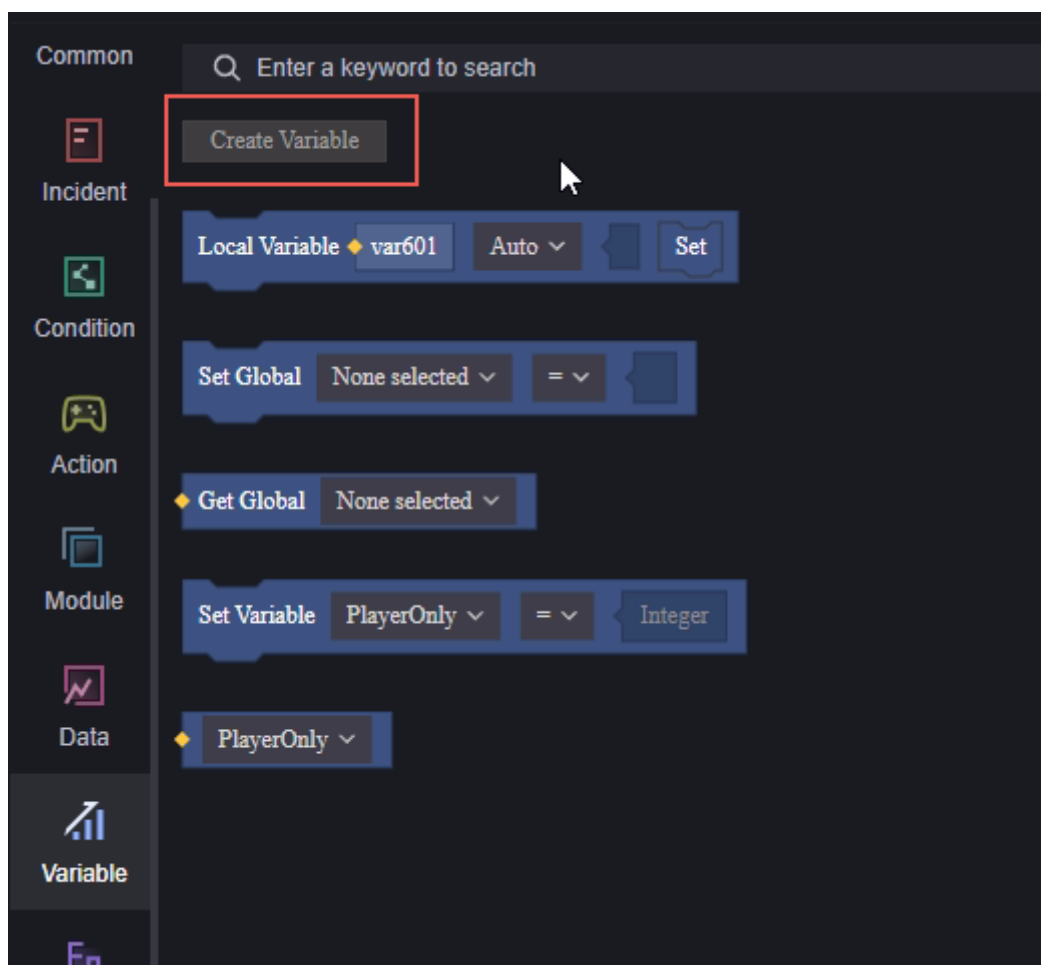 Common
Enter a keyword to search
Create Variable
Incident
Local Variable var601 Auto Set
Condition
Set Global None selected =
Action
Get Global None selected
Module
Set Variable PlayerOnly = Integer
Data
PlayerOnly
Variable